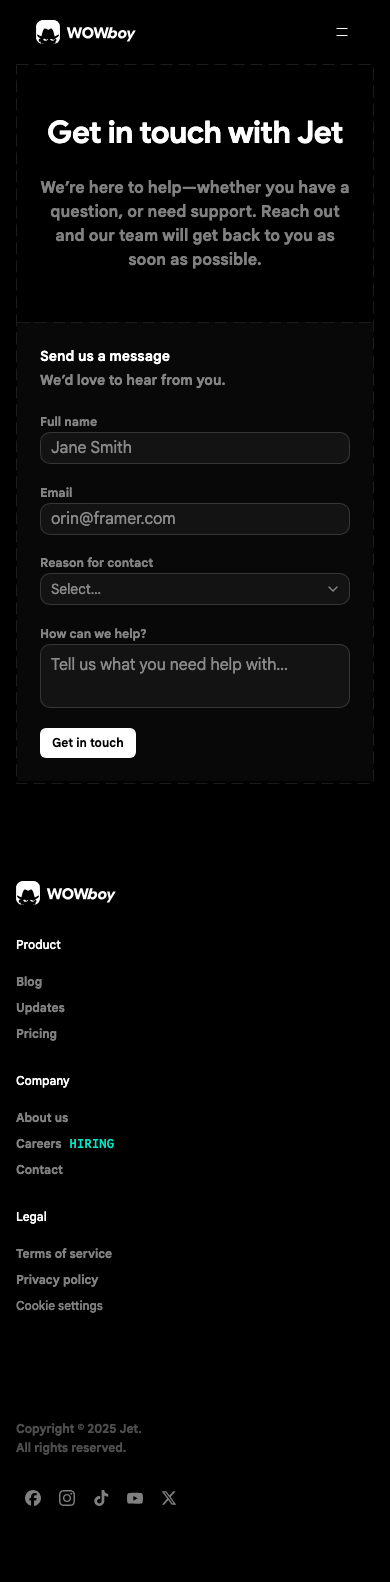 WOWboy
Get in touch with Jet
We’re here to help—whether you have a
question, or need support. Reach out
and our team will get back to you as
soon as possible.
Send us a message
We’d love to hear from you.
Full name
Jane Smith
Email
orin@framer.com
Reason for contact
Select...
How can we help?
Tell us what you need help with...
Get in touch
WOWboy
Product
Blog
Updates
Pricing
Company
About us
Careers HIRING
Contact
Legal
Terms of service
Privacy policy
Cookie settings
Copyright © 2025 Jet.
All rights reserved.